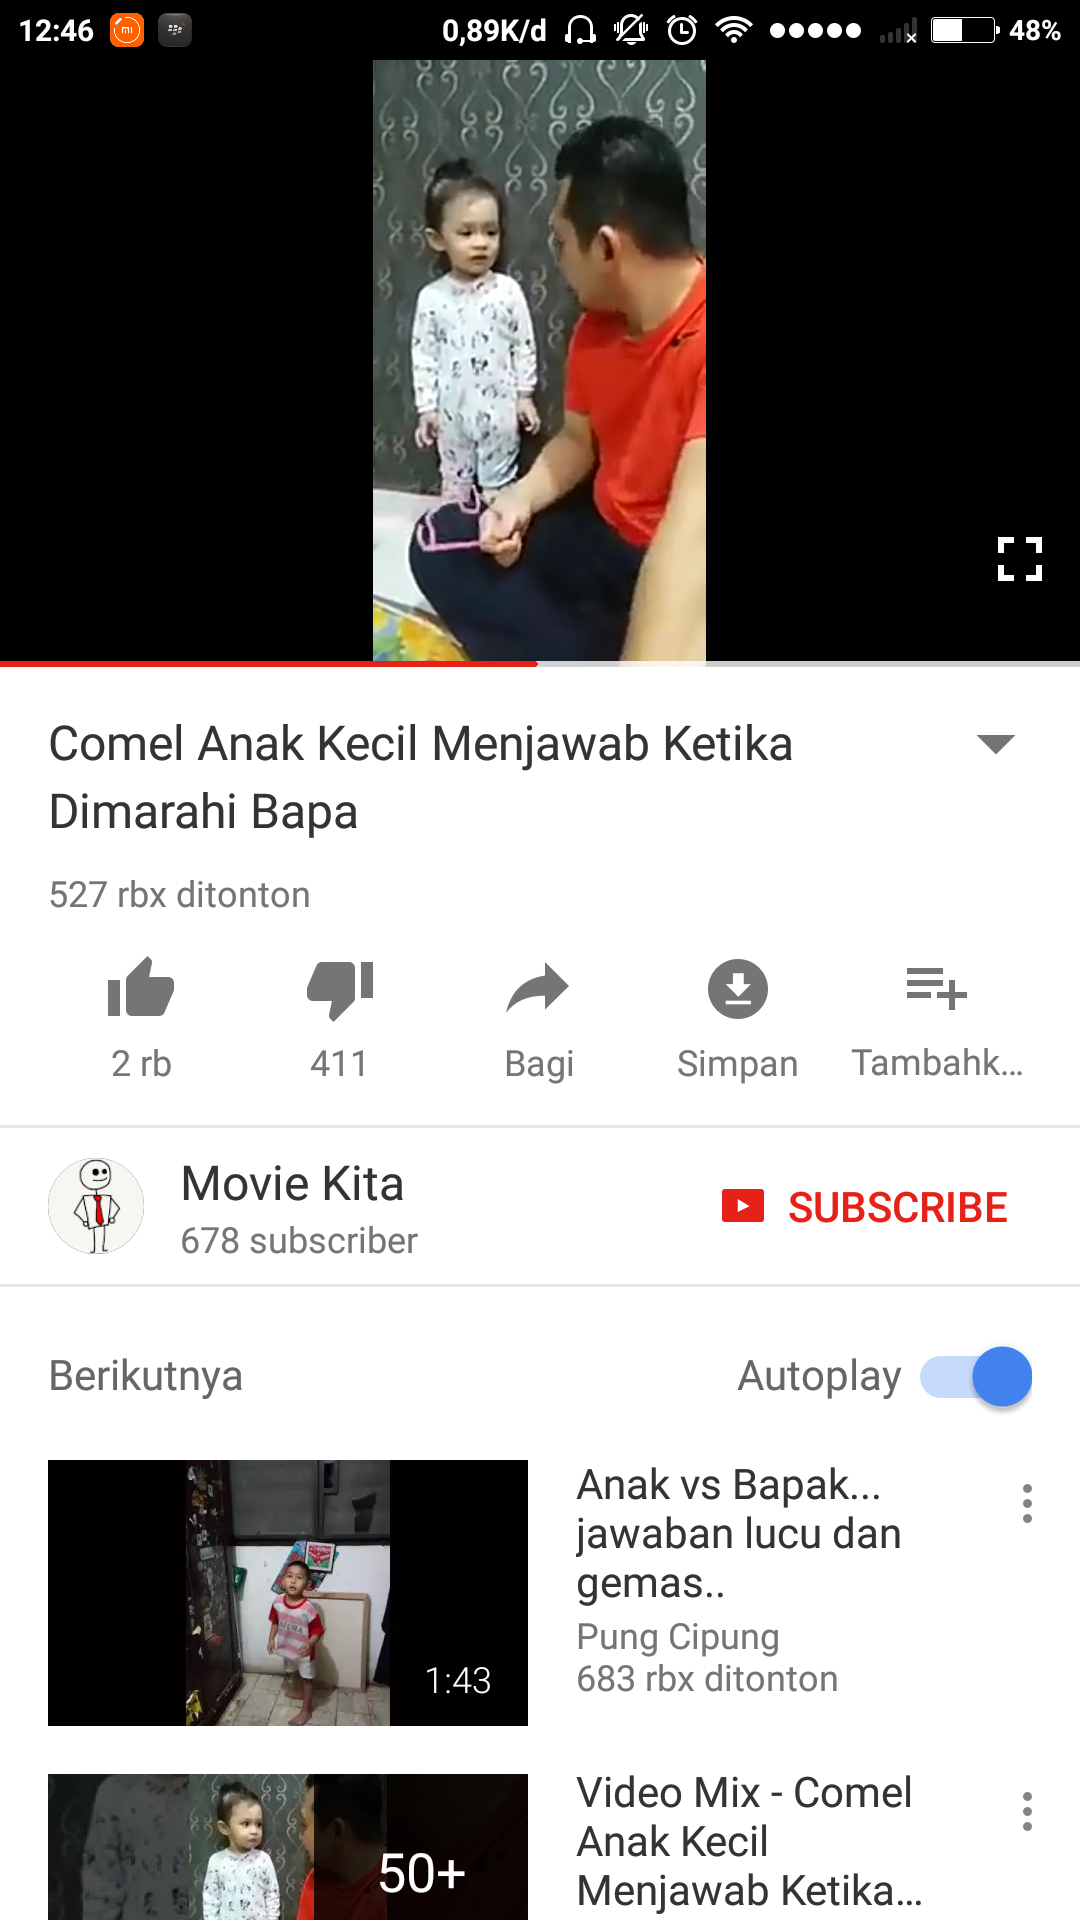 12:46
0,89K/d
48%
Comel Anak Kecil Menjawab Ketika
Dimarahi Bapa
527 rbx ditonton
2 rb
411
Bagi
Simpan
Tambahk...
Movie Kita
678 subscriber
SUBSCRIBE
Berikutnya
Autoplay
1:43
Anak vs Bapak...
jawaban lucu dan
gemas..
Pung Cipung
683 rbx ditonton
50+
Video Mix - Comel
Anak Kecil
Menjawab Ketika...